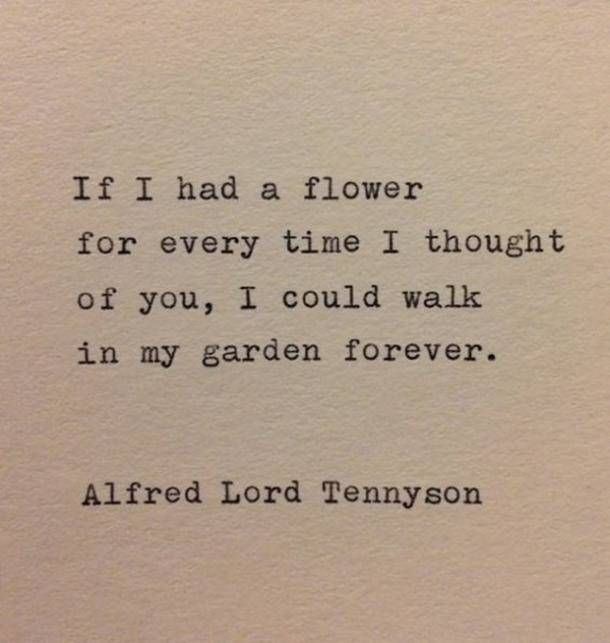 If I had a flower
for every time I thought
of you, I could walk
in my garden forever.
Alfred Lord Tennyson